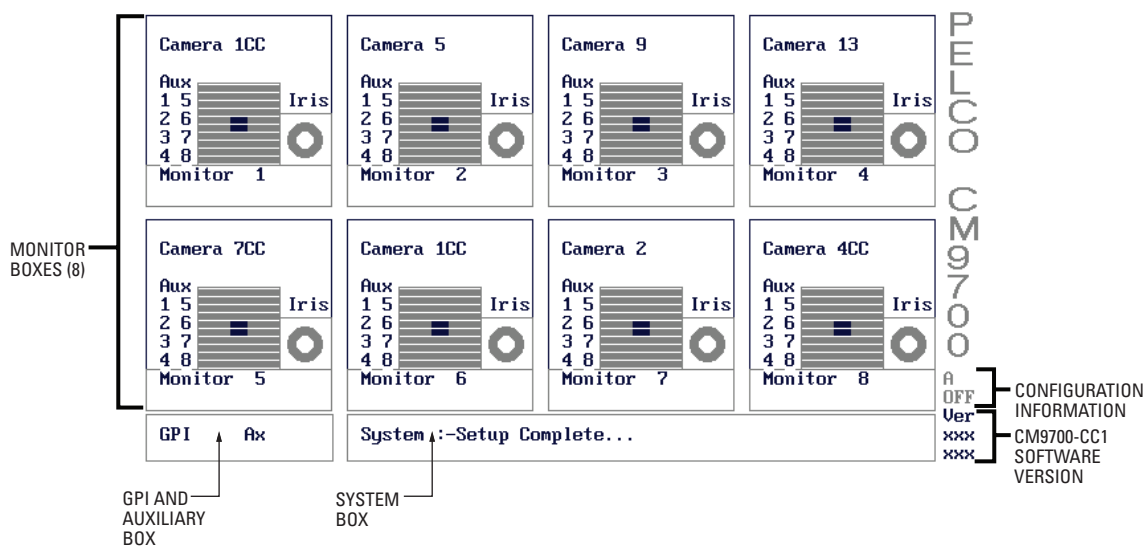 Camera 1CC
Aux
1 5 Iris
2 6
3 7
4 8
Monitor 1
Camera 5
Aux
1 5 Iris
2 6
3 7
4 8
Monitor 2
Camera 9
Aux
1 5 Iris
2 6
3 7
4 8
Monitor 3
Camera 13
Aux
1 5 Iris
2 6
3 7
4 8
Monitor 4
Camera 7CC
Aux
1 5 Iris
2 6
3 7
4 8
Monitor 5
Camera 1CC
Aux
1 5 Iris
2 6
3 7
4 8
Monitor 6
Camera 2
Aux
1 5 Iris
2 6
3 7
4 8
Monitor 7
Camera 4CC
Aux
1 5 Iris
2 6
3 7
4 8
Monitor 8
PELCO CM9700
A
OFF
Ver
xxx
xxx
GPI Ax
System :-Setup Complete...
MONITOR
BOXES (8)
CONFIGURATION
INFORMATION
CM9700-CC1
SOFTWARE
VERSION
GPI AND
AUXILIARY
BOX
SYSTEM
BOX